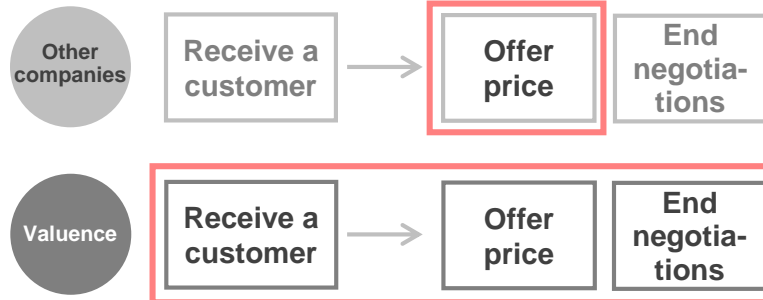 Other
companies
Receive a
customer
Offer
price
End
negotia-
tions
Valuence
Receive a
customer
Offer
price
End
negotia-
tions